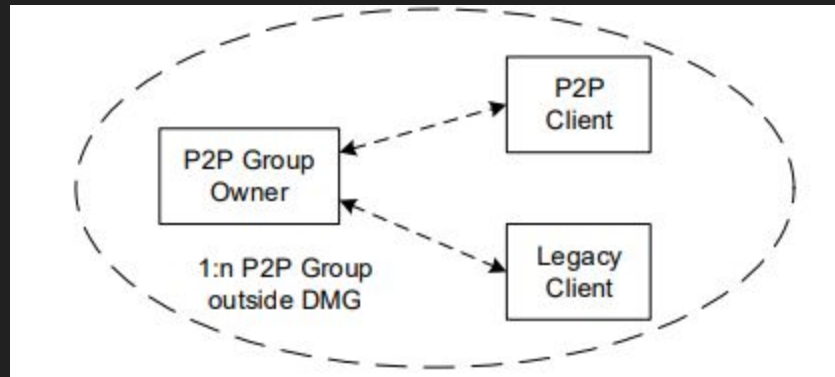 P2P
Client
P2P Group
Owner
1:n P2P Group
outside DMG
Legacy
Client